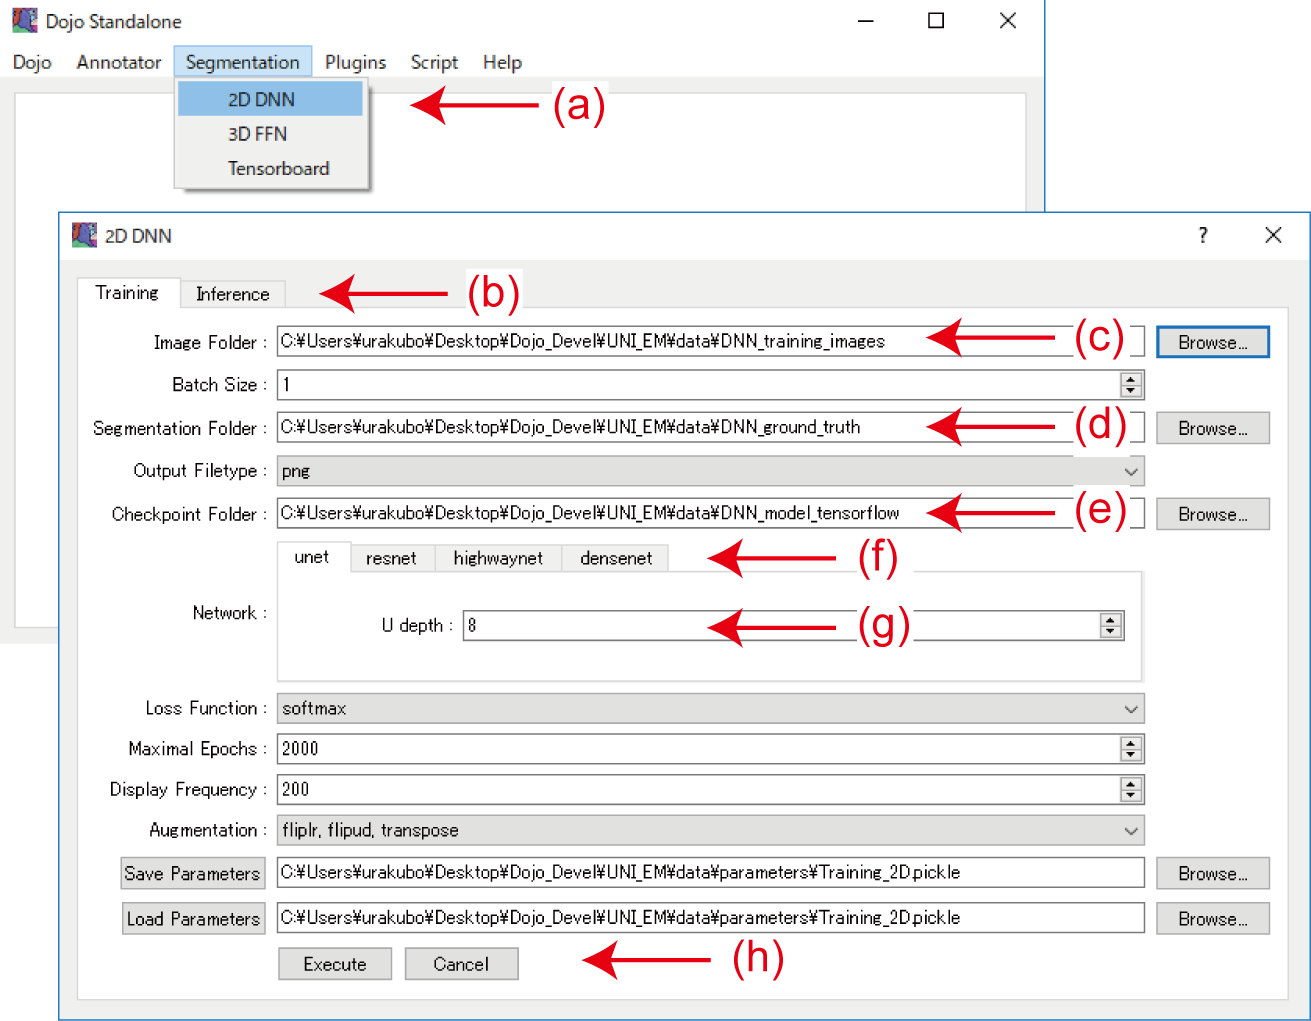 Dojo Standalone
Dojo Annotator Segmentation Plugins Script Help
2D DNN (a)
3D FFN
Tensorboard
2D DNN ?
Training Inference (b)
Image Folder : C:¥Users¥urakubo¥Desktop¥Dojo_Devel¥UNI_EM¥data¥DNN_training_images (c) Browse...
Batch Size : 1
Segmentation Folder : C:¥Users¥urakubo¥Desktop¥Dojo_Devel¥UNI_EM¥data¥DNN_ground_truth (d) Browse...
Output Filetype : png
Checkpoint Folder : C:¥Users¥urakubo¥Desktop¥Dojo_Devel¥UNI_EM¥data¥DNN_model_tensorflow (e) Browse...
unet resnet highwaynet densenet (f)
Network :
U depth : 8 (g)
Loss Function : softmax
Maximal Epochs : 2000
Display Frequency : 200
Augmentation : fliplr, flipud, transpose
Save Parameters C:¥Users¥urakubo¥Desktop¥Dojo_Devel¥UNI_EM¥data¥parameters¥Training_2D.pickle Browse...
Load Parameters C:¥Users¥urakubo¥Desktop¥Dojo_Devel¥UNI_EM¥data¥parameters¥Training_2D.pickle Browse...
Execute Cancel (h)